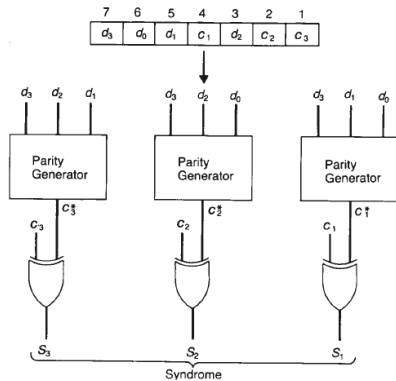 7 6 5 4 3 2 1
d₃ d₀ d₁ c₁ d₂ c₂ c₃
d₃ d₂ d₁ d₃ d₂ d₀ d₃ d₁ d₀
Parity Parity Parity
Generator Generator Generator
c₃* c₂* c₁*
c₃ c₂ c₁
S₃ S₂ S₁
Syndrome